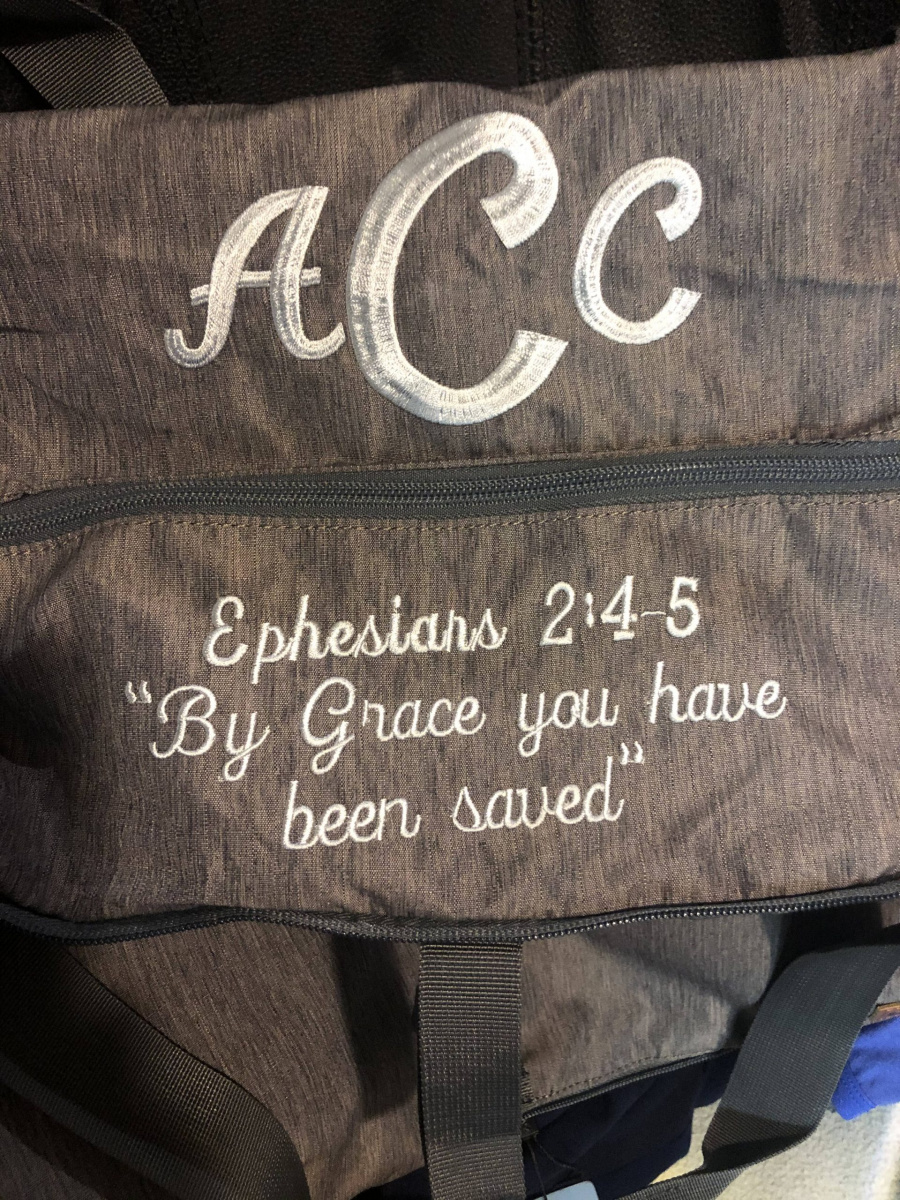 ACC
Ephesians 2:4-5
“By Grace you have
been saved”